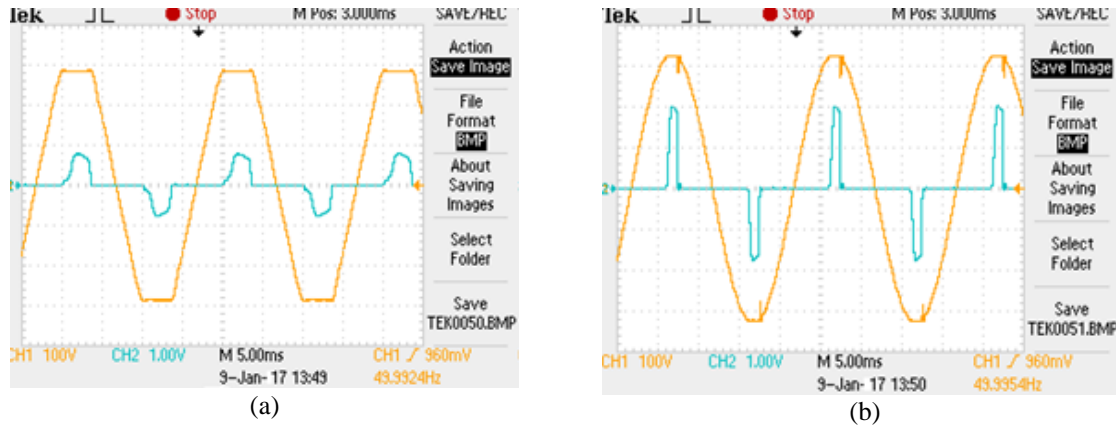 Tek Stop M Pos: 3.000ms SAVE/REC
Action
Save Image
File
Format
BMP
About
Saving
Images
Select
Folder
Save
TEK0050.BMP
2
CH1 100V CH2 1.00V M 5.00ms CH1 / 960mV
9-Jan-17 13:49 49.9924Hz
(a)
Tek Stop M Pos: 3.000ms SAVE/REC
Action
Save Image
File
Format
BMP
About
Saving
Images
Select
Folder
Save
TEK0051.BMP
2
CH1 100V CH2 1.00V M 5.00ms CH1 / 960mV
9-Jan-17 13:50 49.9954Hz
(b)